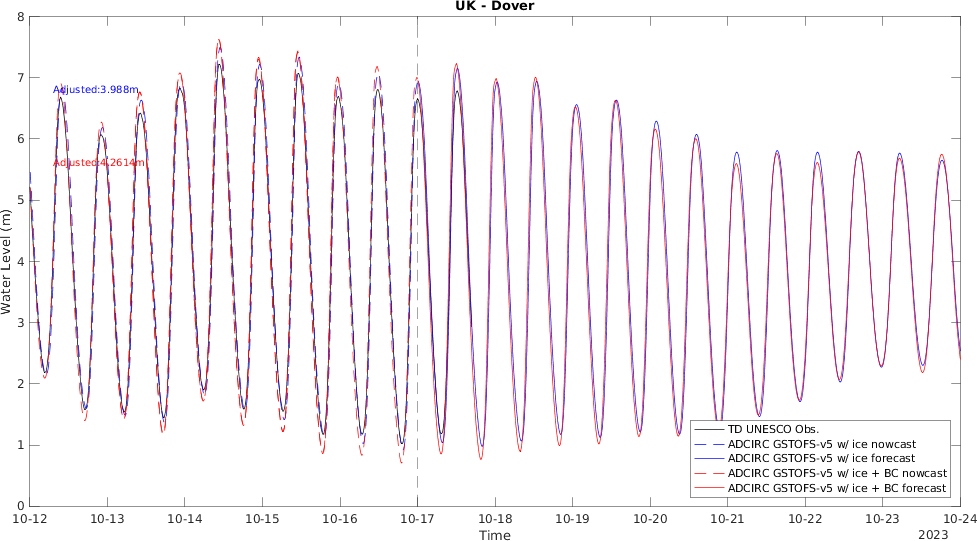 UK - Dover
8
7
6
5
4
3
2
1
0
Water Level (m)
Adjusted:3.988m
Adjusted:4.2614m
TD UNESCO Obs.
ADCIRC GSTOFS-v5 w/ ice nowcast
ADCIRC GSTOFS-v5 w/ ice forecast
ADCIRC GSTOFS-v5 w/ ice + BC nowcast
ADCIRC GSTOFS-v5 w/ ice + BC forecast
10-12 10-13 10-14 10-15 10-16 10-17 10-18 10-19 10-20 10-21 10-22 10-23 10-24
Time
2023